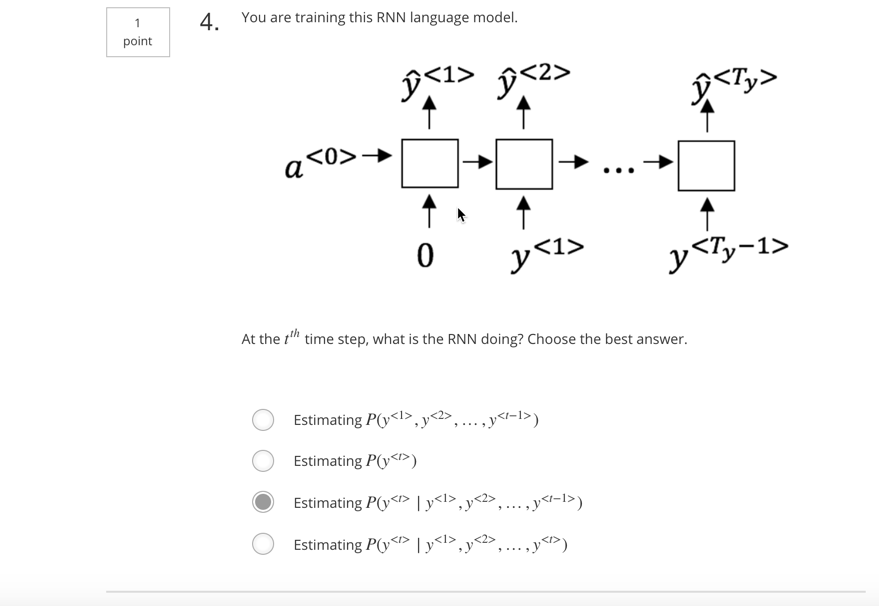 1
point
4. You are training this RNN language model.
ŷ<1> ŷ<2> ŷ<Ty>
a<0> ...
0 y<1> y<Ty−1>
At the tth time step, what is the RNN doing? Choose the best answer.
Estimating P(y<1>, y<2>, … , y<t−1>)
Estimating P(y<t>)
Estimating P(y<t> | y<1>, y<2>, … , y<t−1>)
Estimating P(y<t> | y<1>, y<2>, … , y<t>)